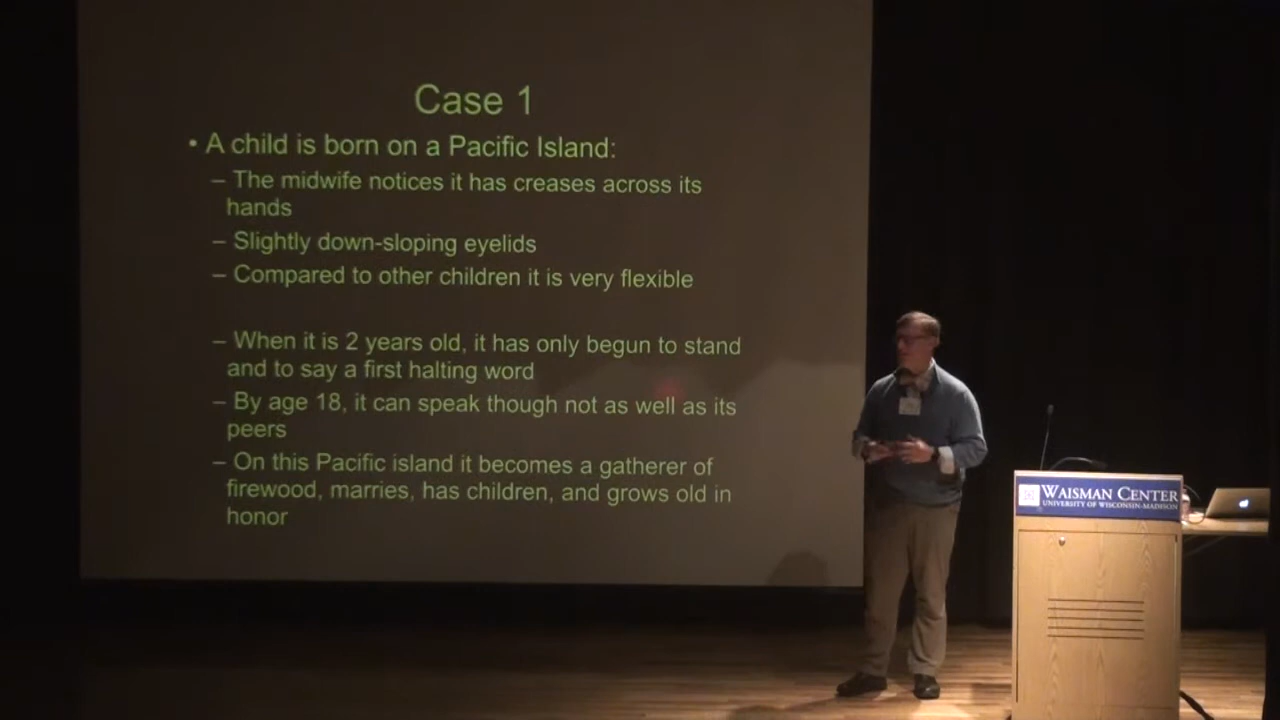 Case 1
• A child is born on a Pacific Island:
– The midwife notices it has creases across its
hands
– Slightly down-sloping eyelids
– Compared to other children it is very flexible
– When it is 2 years old, it has only begun to stand
and to say a first halting word
– By age 18, it can speak though not as well as its
peers
– On this Pacific island it becomes a gatherer of
firewood, marries, has children, and grows old in
honor
WAISMAN CENTER
UNIVERSITY OF WISCONSIN-MADISON